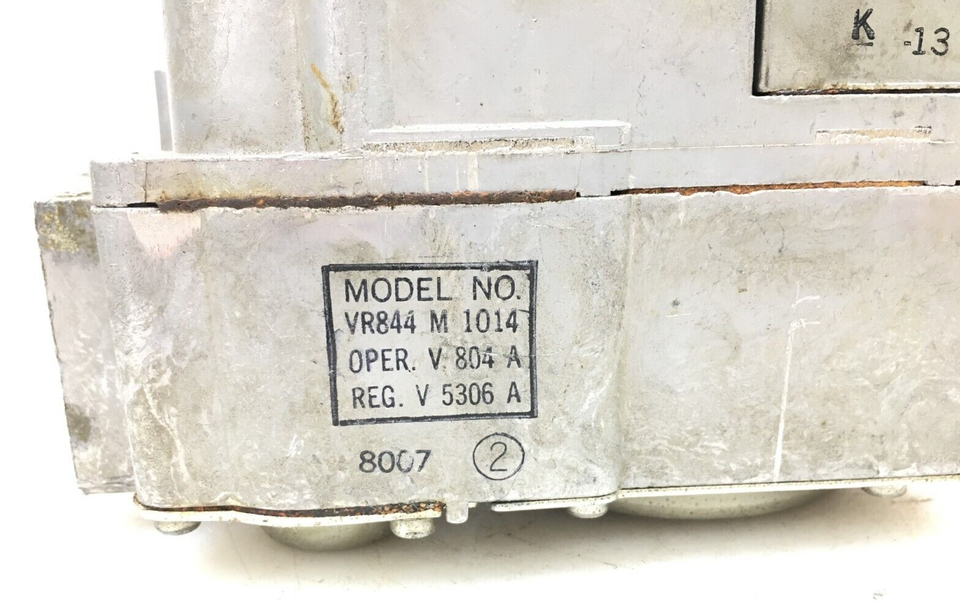 K -13
MODEL NO.
VR844 M 1014
OPER. V 804 A
REG. V 5306 A
8007 2